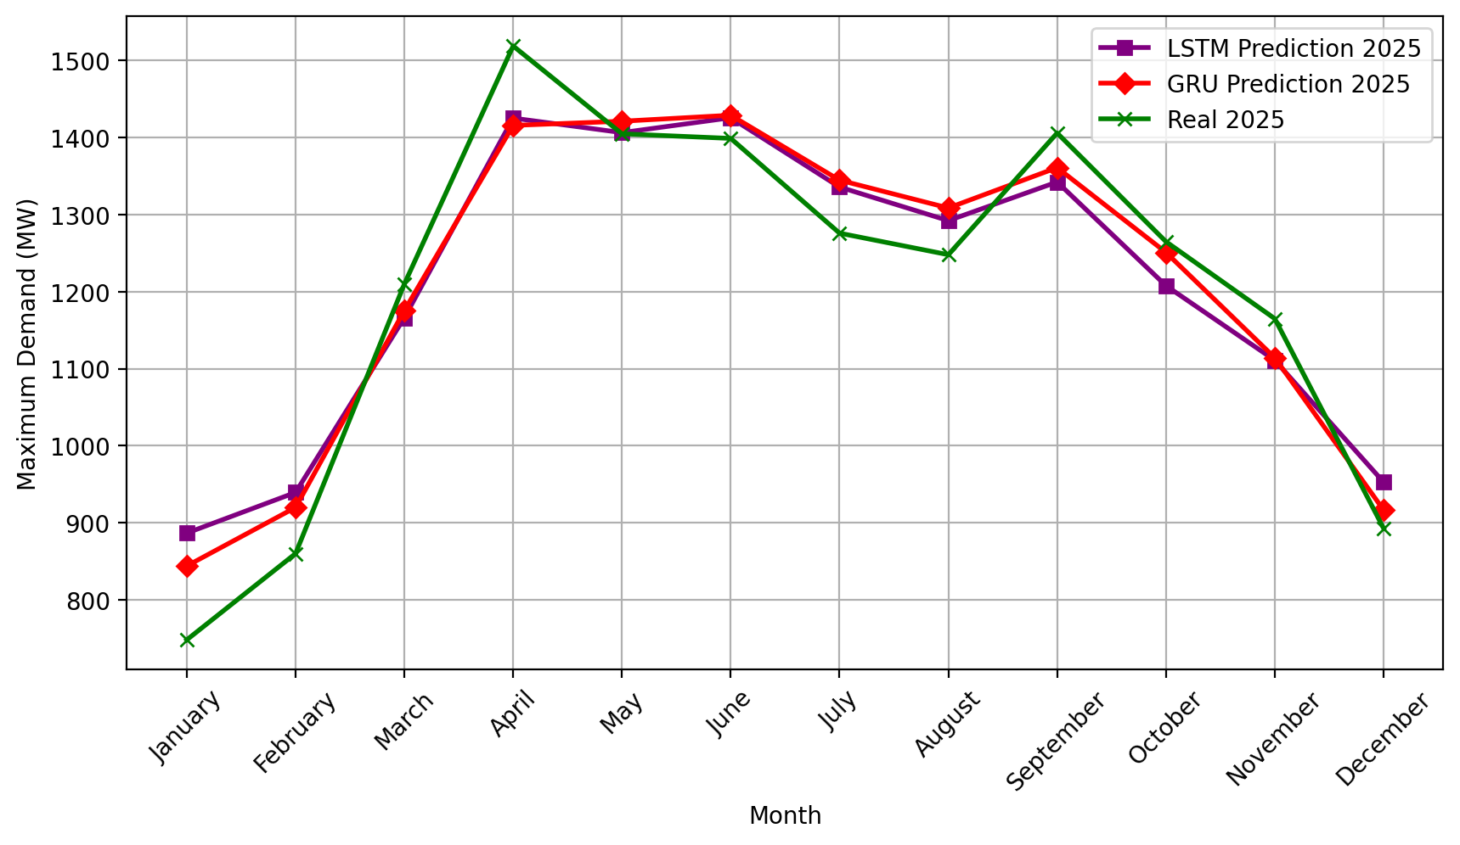 LSTM Prediction 2025
GRU Prediction 2025
Real 2025
Maximum Demand (MW)
1500
1400
1300
1200
1100
1000
900
800
January
February
March
April
May
June
July
August
September
October
November
December
Month